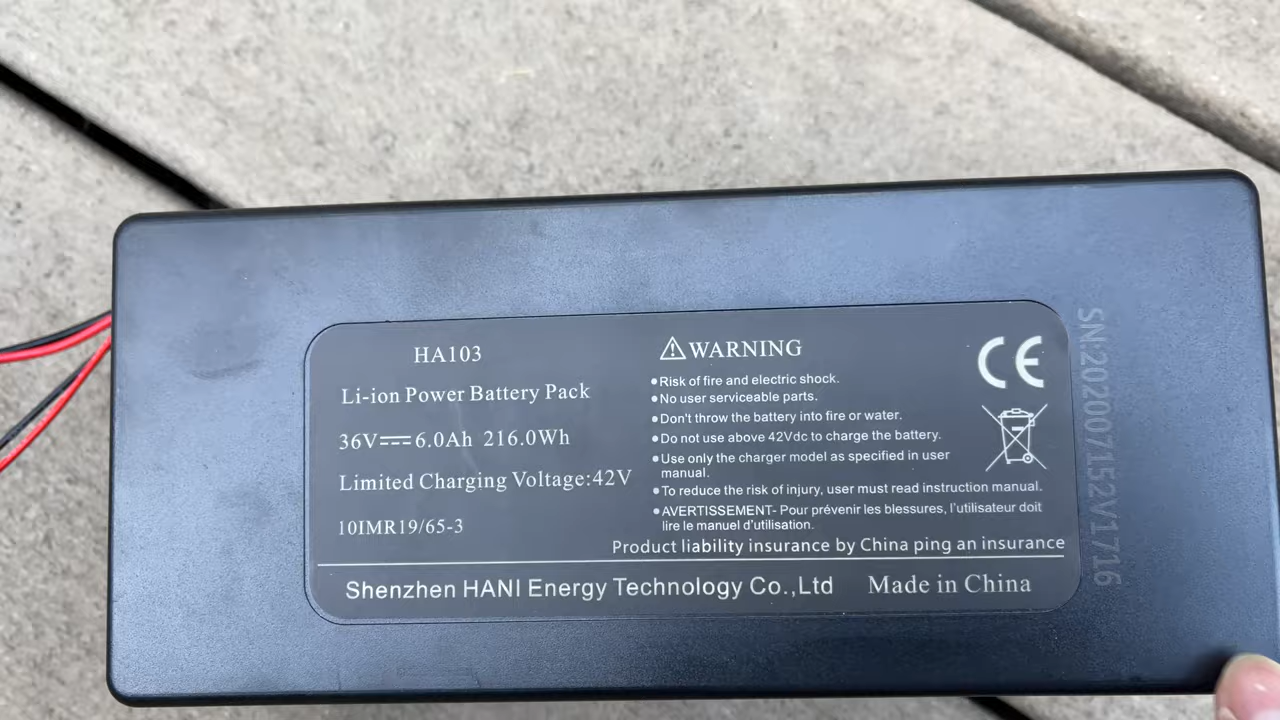 HA103
Li-ion Power Battery Pack
36V⎓6.0Ah 216.0Wh
Limited Charging Voltage:42V
10IMR19/65-3
⚠WARNING
•Risk of fire and electric shock.
•No user serviceable parts.
•Don't throw the battery into fire or water.
•Do not use above 42Vdc to charge the battery.
•Use only the charger model as specified in user
manual.
•To reduce the risk of injury, user must read instruction manual.
•AVERTISSEMENT- Pour prévenir les blessures, l'utilisateur doit
lire le manuel d'utilisation.
CE
Product liability insurance by China ping an insurance
Shenzhen HANI Energy Technology Co.,Ltd
Made in China
SN:202007152V1716